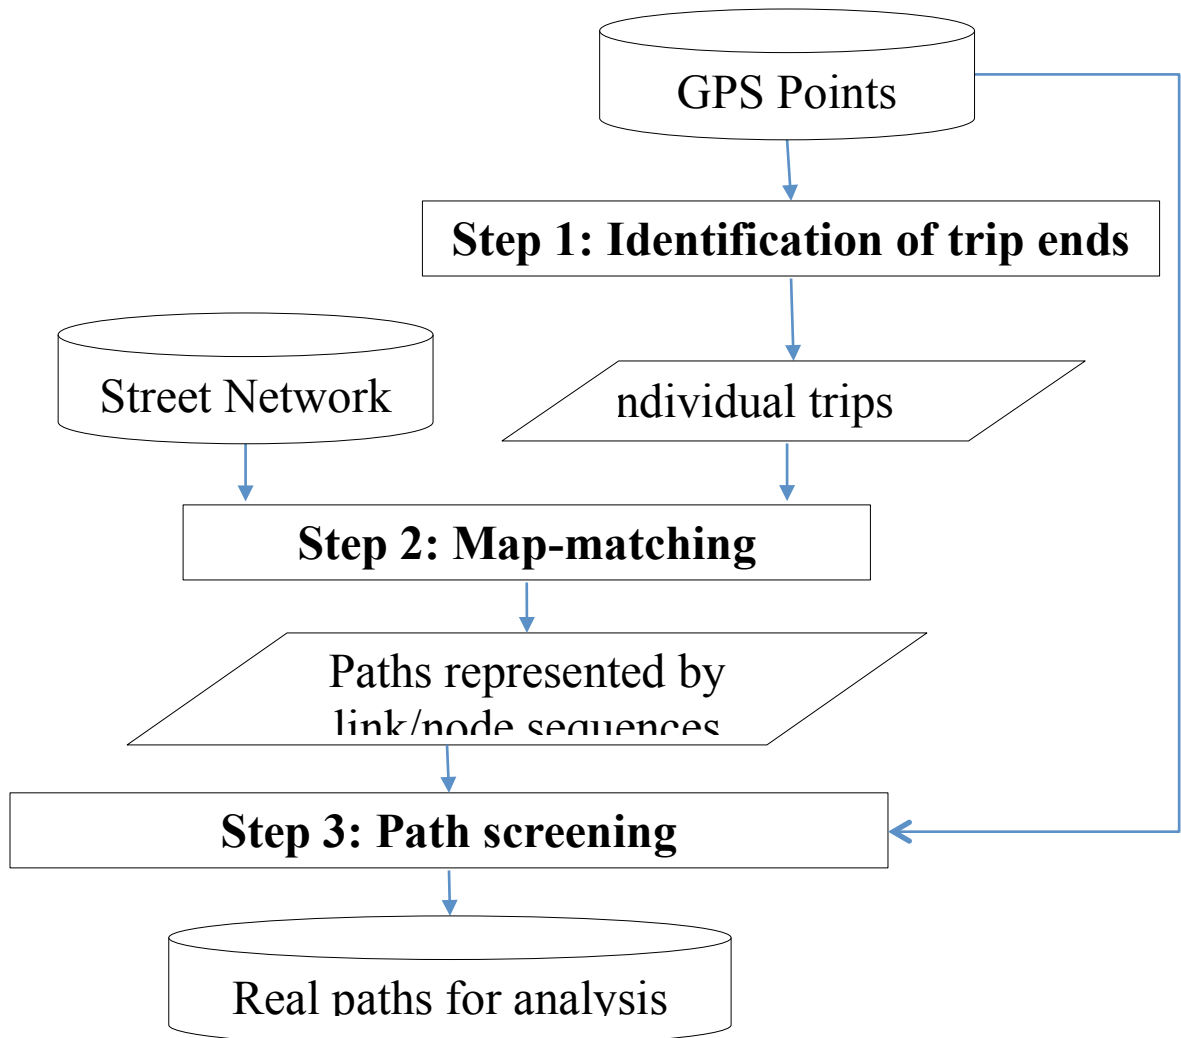 GPS Points
Step 1: Identification of trip ends
Street Network
ndividual trips
Step 2: Map-matching
Paths represented by
link/node sequences
Step 3: Path screening
Real paths for analysis